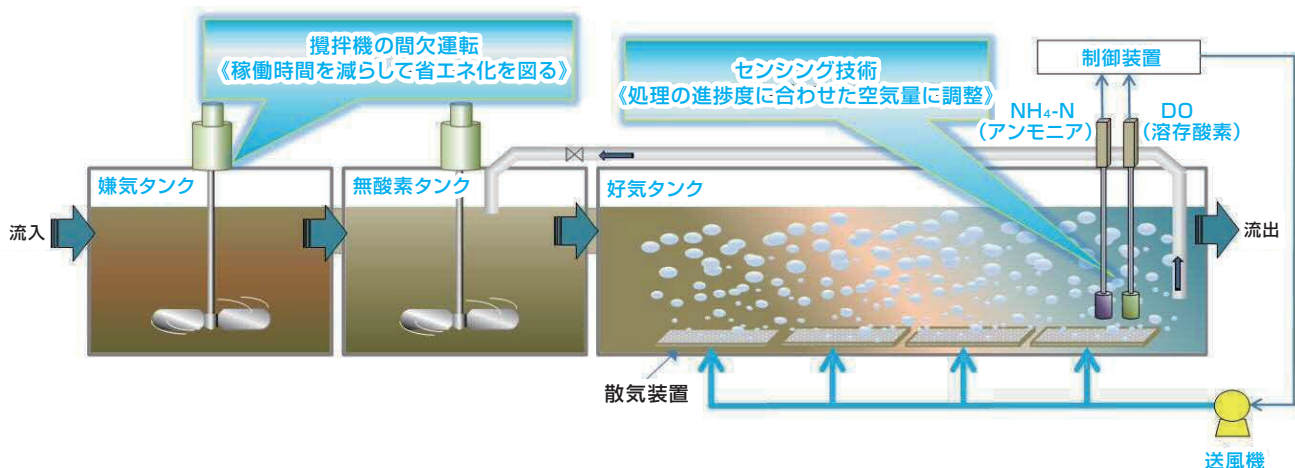 攪拌機の間欠運転
《稼働時間を減らして省エネ化を図る》
センシング技術
《処理の進捗度に合わせた空気量に調整》
制御装置
NH₄-N
（アンモニア）
DO
（溶存酸素）
嫌気タンク
無酸素タンク
好気タンク
流入
流出
散気装置
送風機